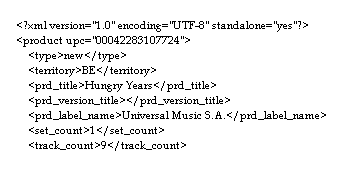 <?xml version="1.0" encoding="UTF-8" standalone="yes"?>
<product upc="00042283107724">
<type>new</type>
<territory>BE</territory>
<prd_title>Hungry Years</prd_title>
<prd_version_title></prd_version_title>
<prd_label_name>Universal Music S.A.</prd_label_name>
<set_count>1</set_count>
<track_count>9</track_count>